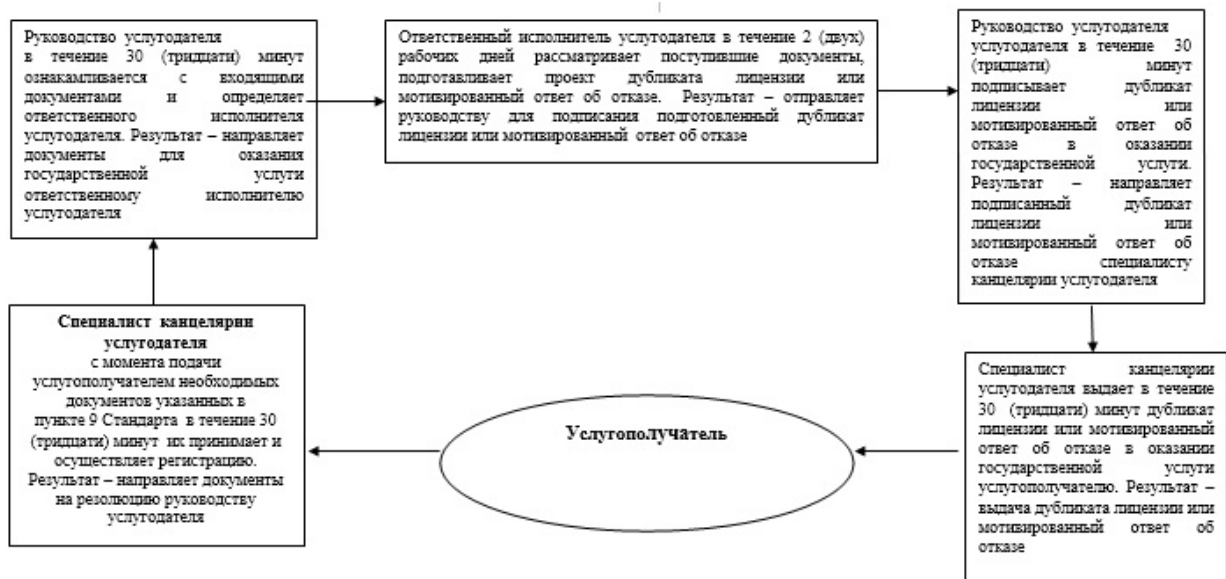 Руководство услугодателя
в течение 30 (тридцати) минут
ознакамливается с входящими
документами и определяет
ответственного исполнителя
услугодателя. Результат – направляет
документы для оказания
государственной услуги
ответственному исполнителю
услугодателя
Ответственный исполнитель услугодателя в течение 2 (двух)
рабочих дней рассматривает поступившие документы,
подготавливает проект дубликата лицензии или
мотивированный ответ об отказе. Результат – отправляет
руководству для подписания подготовленный дубликат
лицензии или мотивированный ответ об отказе
Руководство услугодателя
услугодателя в течение 30
(тридцати) минут
подписывает дубликат
лицензии или
мотивированный ответ об
отказе в оказании
государственной услуги.
Результат – направляет
подписанный дубликат
лицензии или
мотивированный ответ об
отказе специалисту
канцелярии услугодателя
Специалист канцелярии
услугодателя
с момента подачи
услугополучателем необходимых
документов указанных в
пункте 9 Стандарта в течение 30
(тридцати) минут их принимает и
осуществляет регистрацию.
Результат – направляет документы
на резолюцию руководству
услугодателя
Услугополучатель
Специалист канцелярии
услугодателя выдает в течение
30 (тридцати) минут дубликат
лицензии или мотивированный
ответ об отказе в оказании
государственной услуги
услугополучателю. Результат –
выдача дубликата лицензии или
мотивированный ответ об
отказе